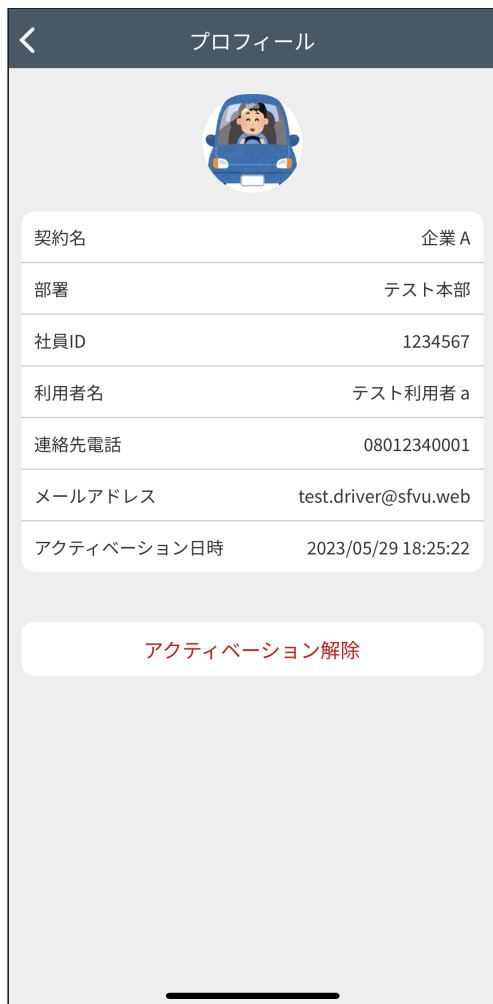 プロフィール
契約名 企業 A
部署 テスト本部
社員ID 1234567
利用者名 テスト利用者 a
連絡先電話 08012340001
メールアドレス test.driver@sfvu.web
アクティベーション日時 2023/05/29 18:25:22
アクティベーション解除